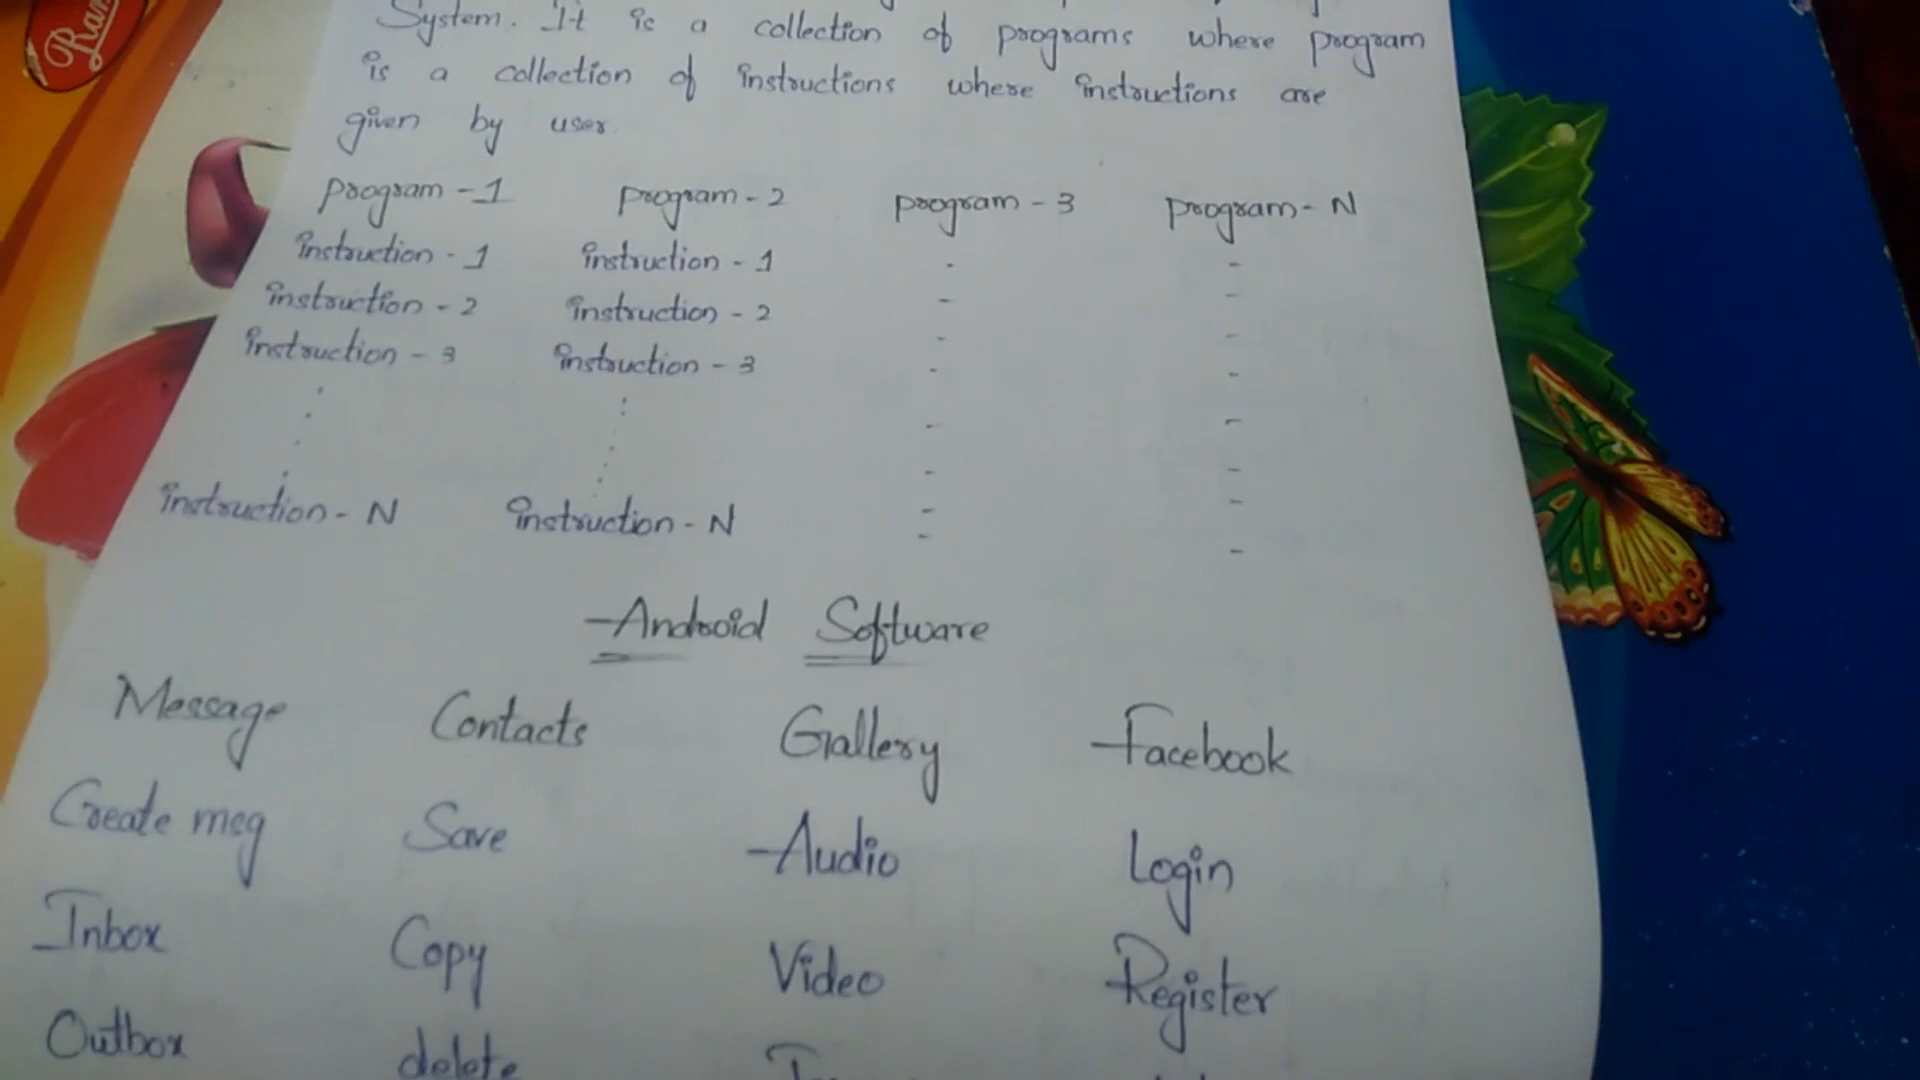 System. It is a collection of programs where program
is a collection of instructions where instructions are
given by user
program - 1 program - 2 program - 3 program - N
instruction - 1 instruction - 1 - -
instruction - 2 instruction - 2 - -
instruction - 3 instruction - 3 - -
instruction - N instruction - N - -
Android Software
Message Contacts Gallery Facebook
Create msg Save Audio Login
Inbox Copy Video Register
Outbox delete